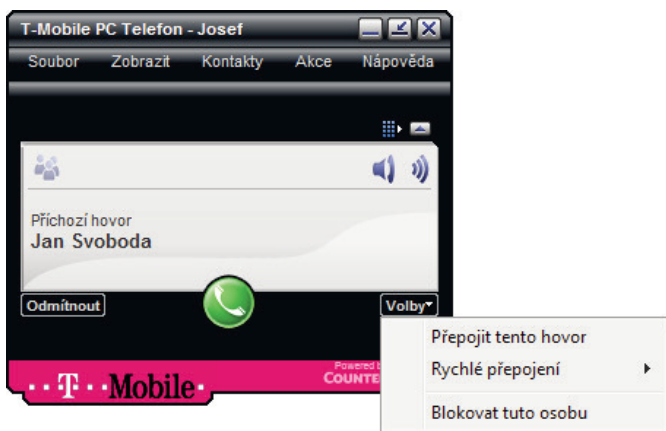 T-Mobile PC Telefon - Josef
Soubor Zobrazit Kontakty Akce Nápověda
Příchozí hovor
Jan Svoboda
Odmítnout
Volby
Přepojit tento hovor
Rychlé přepojení
Blokovat tuto osobu
Powered
T Mobile